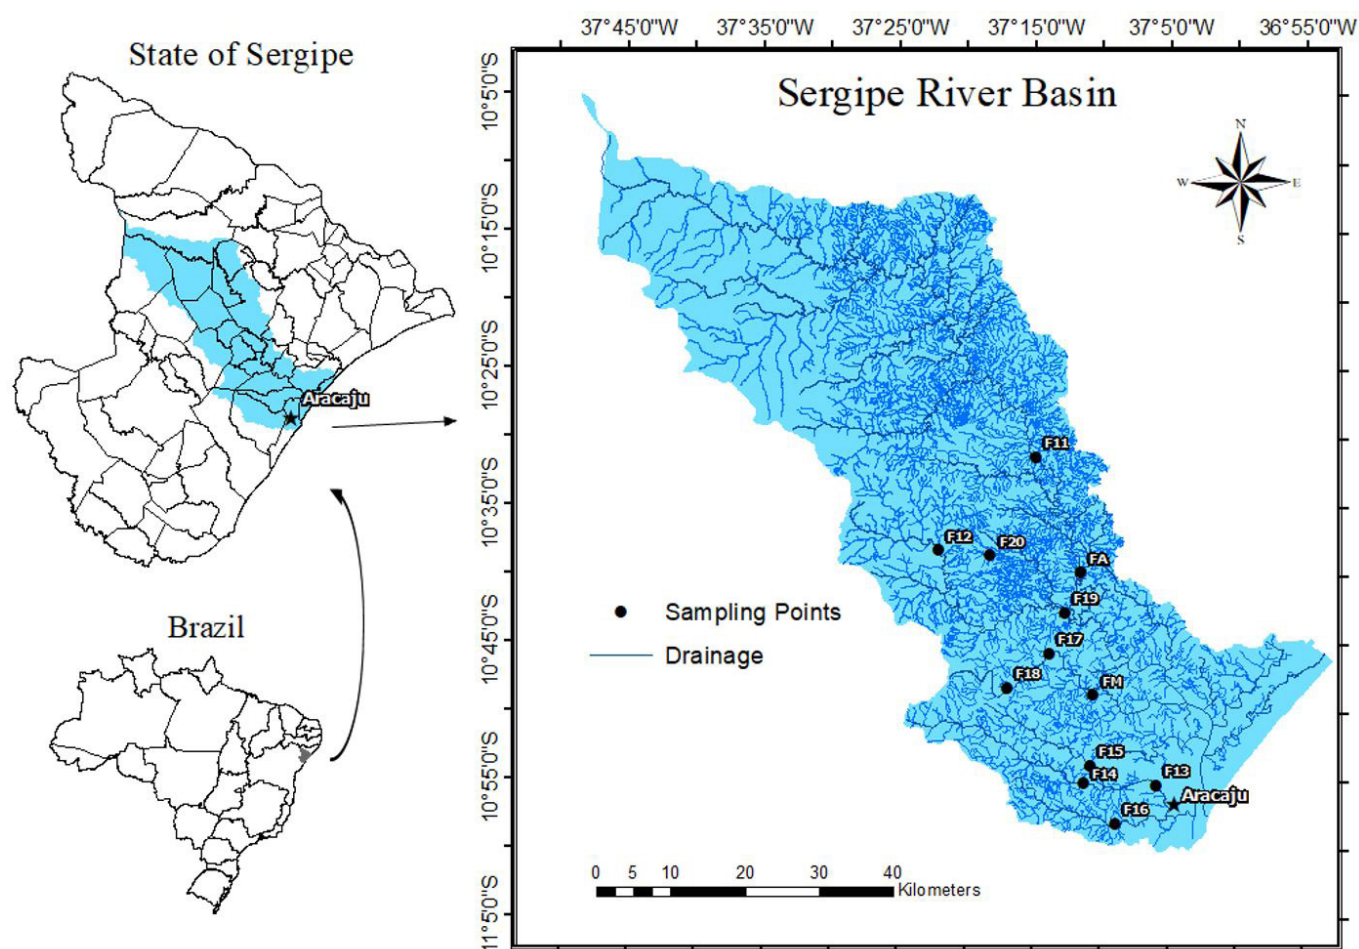 State of Sergipe
Aracaju
Brazil
37°45'0"W 37°35'0"W 37°25'0"W 37°15'0"W 37°5'0"W 36°55'0"W
10°5'0"S
10°15'0"S
10°25'0"S
10°35'0"S
10°45'0"S
10°55'0"S
11°5'0"S
Sergipe River Basin
N
W E
S
F11
F12 F20
FA
F19
F17
F18 FM
F15
F14 F13
Aracaju
F16
Sampling Points
Drainage
0 5 10 20 30 40
Kilometers